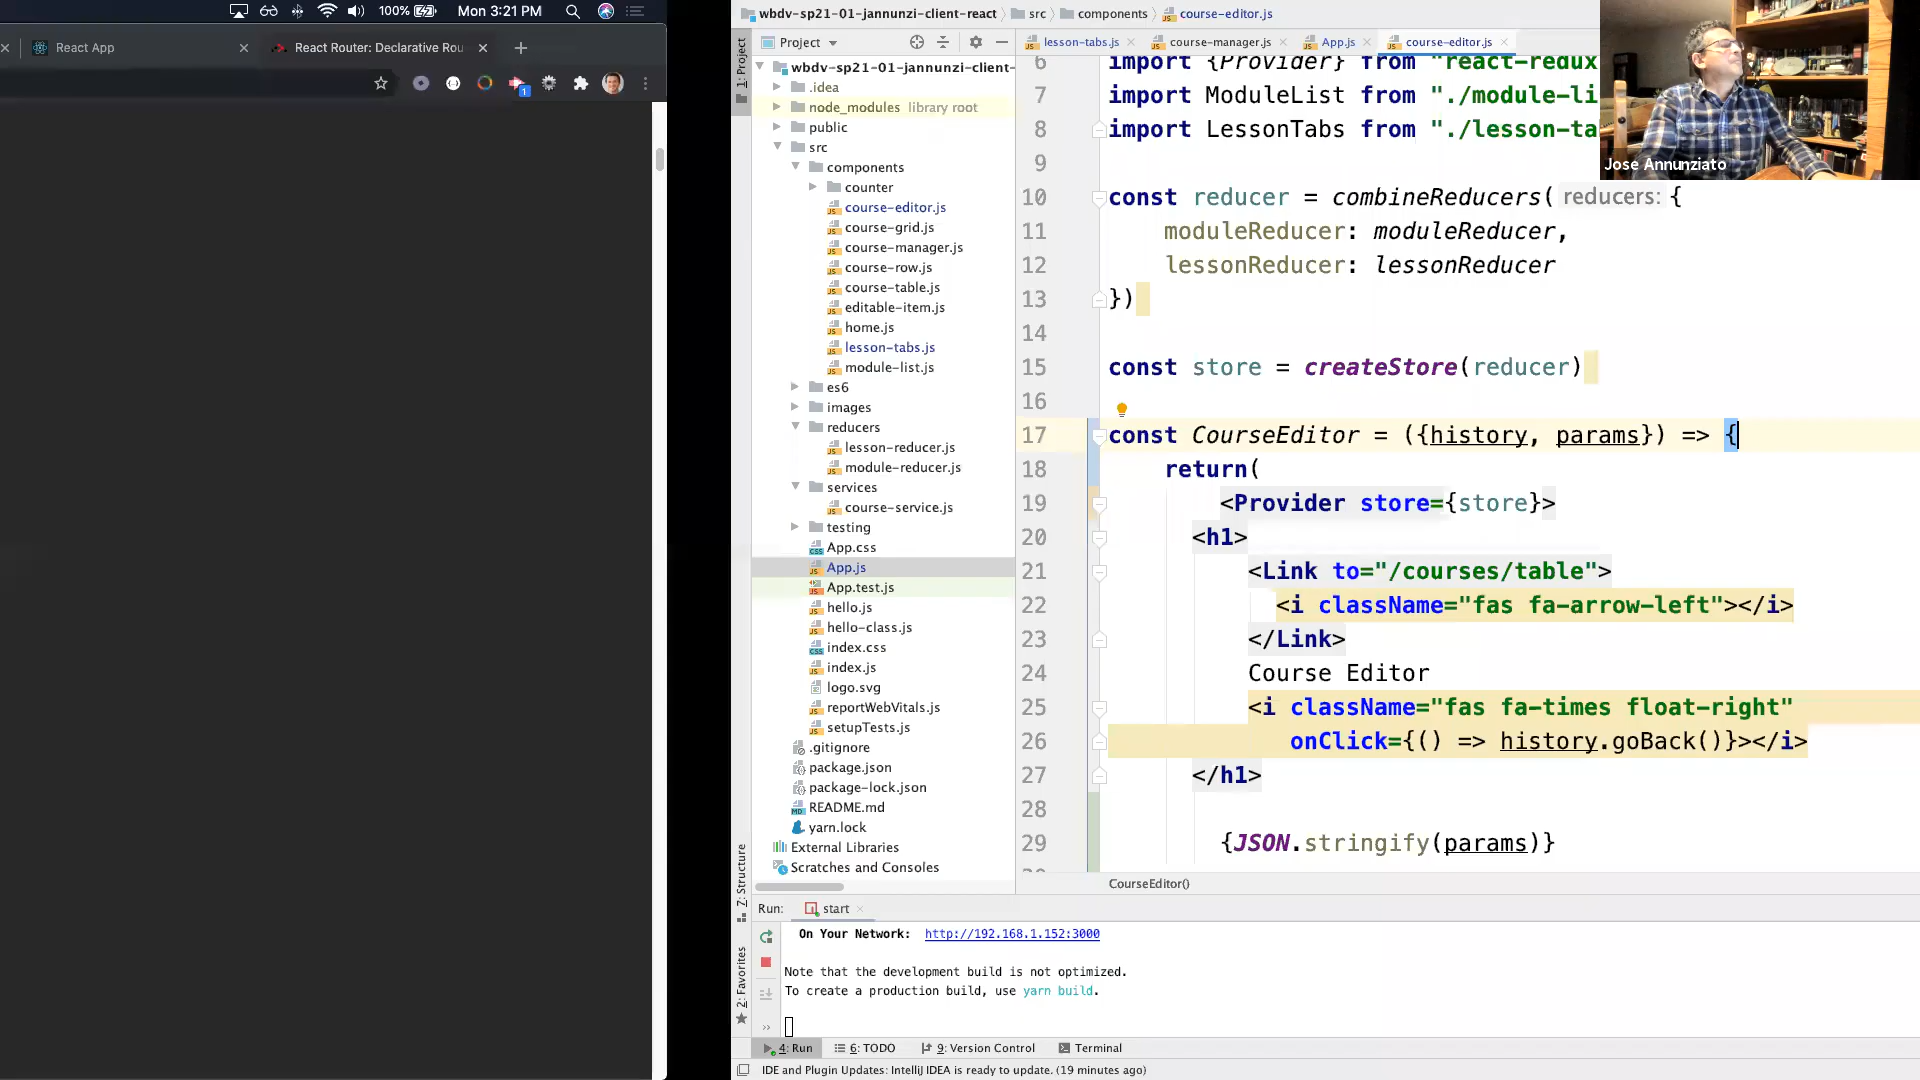 100%
Mon 3:21 PM
React App
React Router: Declarative Rou
1
wbdv-sp21-01-jannunzi-client-react
src
components
course-editor.js
1: Project
Project
lesson-tabs.js
course-manager.js
App.js
course-editor.js
wbdv-sp21-01-jannunzi-client-
.idea
node_modules library root
public
src
components
counter
course-editor.js
course-grid.js
course-manager.js
course-row.js
course-table.js
editable-item.js
home.js
lesson-tabs.js
module-list.js
es6
images
reducers
lesson-reducer.js
module-reducer.js
services
course-service.js
testing
App.css
App.js
App.test.js
hello.js
hello-class.js
index.css
index.js
logo.svg
reportWebVitals.js
setupTests.js
.gitignore
package.json
package-lock.json
README.md
yarn.lock
External Libraries
Scratches and Consoles
6 import {Provider} from "react-redux
7 import ModuleList from "./module-li
8 import LessonTabs from "./lesson-ta
9
10 const reducer = combineReducers( reducers: {
11 moduleReducer: moduleReducer,
12 lessonReducer: lessonReducer
13 })
14
15 const store = createStore(reducer)
16
17 const CourseEditor = ({history, params}) => {
18 return(
19 <Provider store={store}>
20 <h1>
21 <Link to="/courses/table">
22 <i className="fas fa-arrow-left"></i>
23 </Link>
24 Course Editor
25 <i className="fas fa-times float-right"
26 onClick={() => history.goBack()}></i>
27 </h1>
28
29 {JSON.stringify(params)}
CourseEditor()
Jose Annunziato
7: Structure
2: Favorites
Run: start
On Your Network: http://192.168.1.152:3000
Note that the development build is not optimized.
To create a production build, use yarn build.
4: Run
6: TODO
9: Version Control
Terminal
IDE and Plugin Updates: IntelliJ IDEA is ready to update. (19 minutes ago)